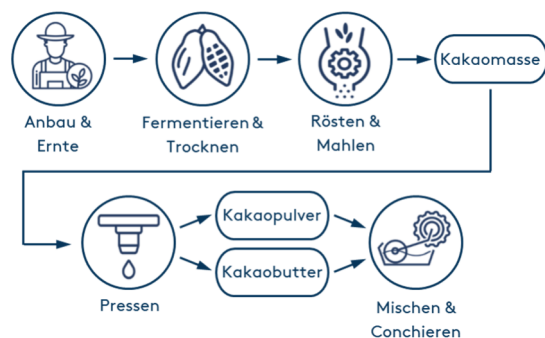 Anbau &
Ernte
Fermentieren &
Trocknen
Rösten &
Mahlen
Kakaomasse
Pressen
Kakaopulver
Kakaobutter
Mischen &
Conchieren